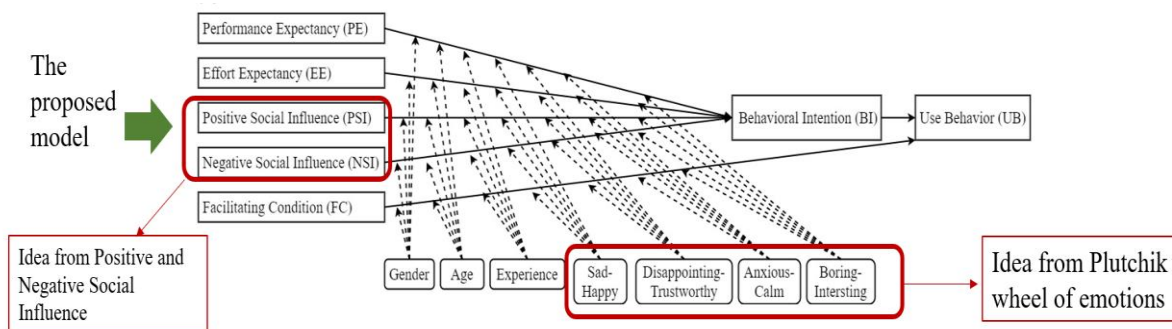 Performance Expectancy (PE)
The
proposed
model
Effort Expectancy (EE)
Positive Social Influence (PSI)
Behavioral Intention (BI)
Use Behavior (UB)
Negative Social Influence (NSI)
Facilitating Condition (FC)
Idea from Positive and
Negative Social
Influence
Gender
Age
Experience
Sad-
Happy
Disappointing-
Trustworthy
Anxious-
Calm
Boring-
Intersting
Idea from Plutchik
wheel of emotions